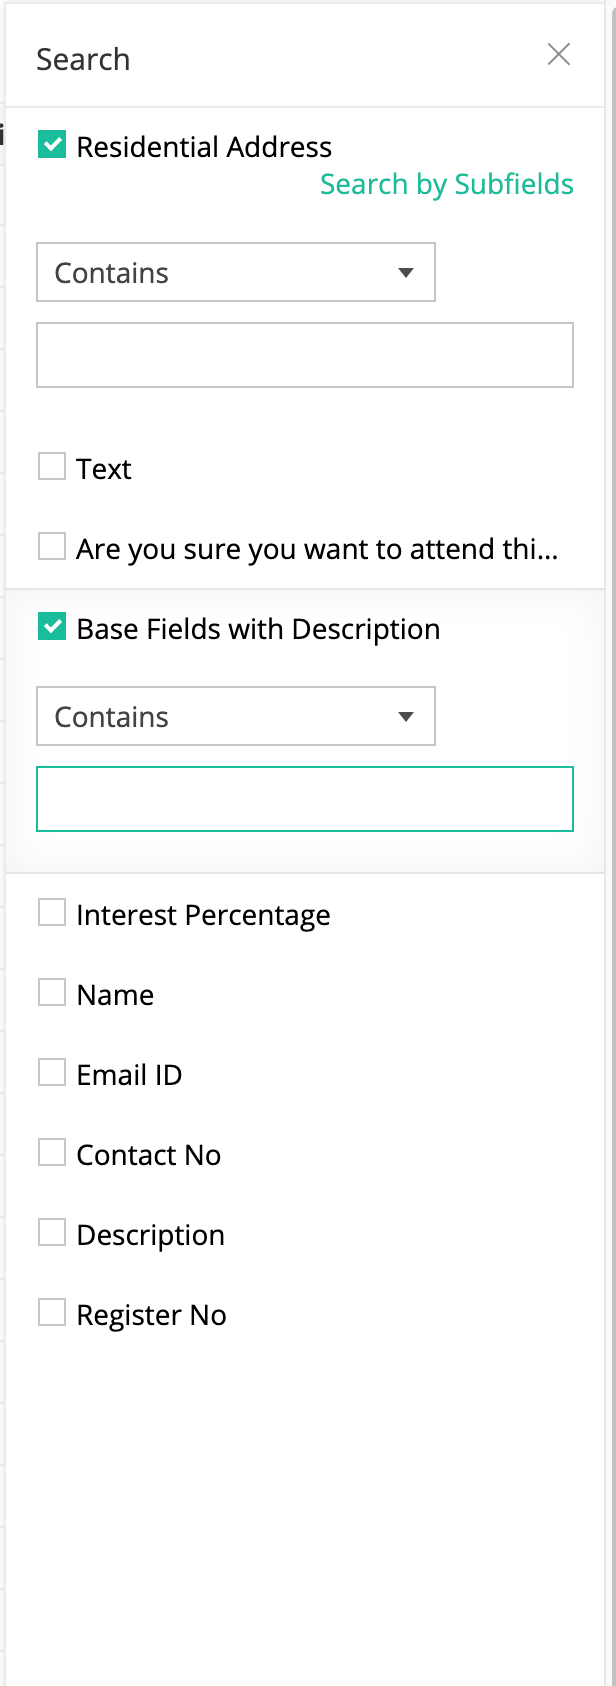 Search
Residential Address
Search by Subfields
Contains
Text
Are you sure you want to attend thi...
Base Fields with Description
Contains
Interest Percentage
Name
Email ID
Contact No
Description
Register No